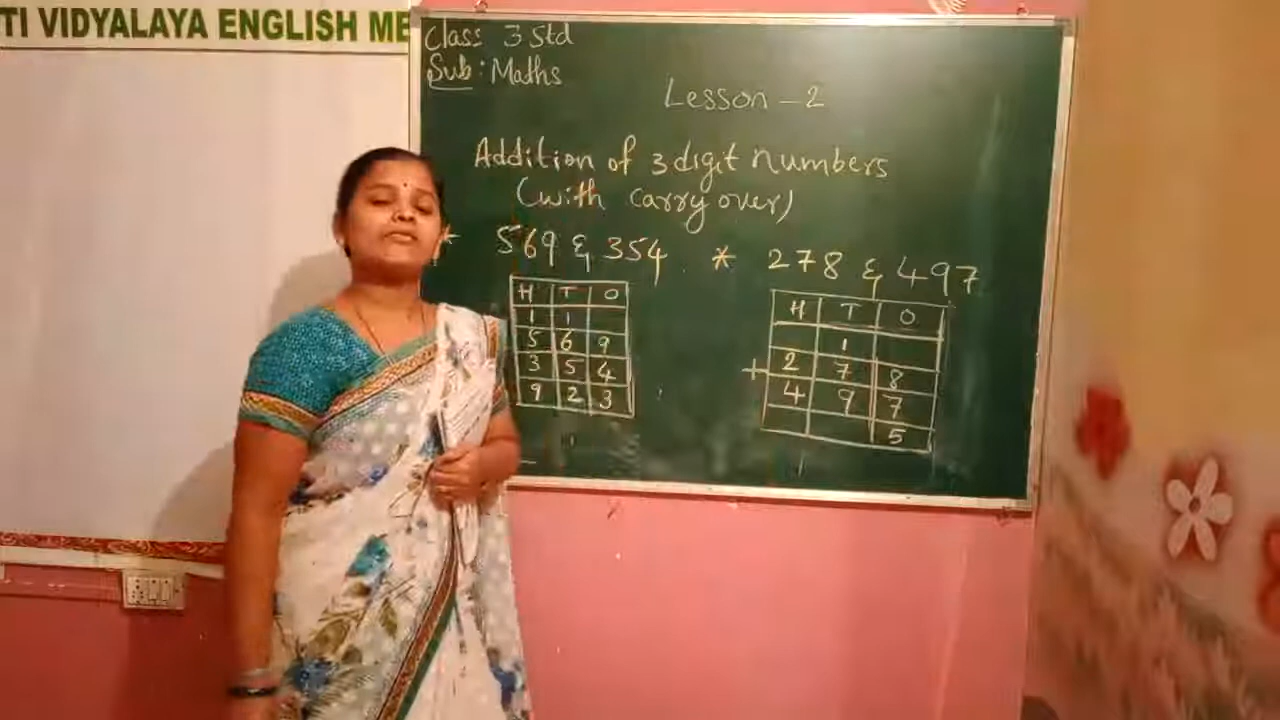 TI VIDYALAYA ENGLISH ME
Class 3 Std
Sub: Maths
Lesson - 2
Addition of 3 digit numbers
(with carry over)
* 569 & 354
* 278 & 497
H T O
1 1
5 6 9
3 5 4
9 2 3
H T O
1
+ 2 7 8
4 9 7
5